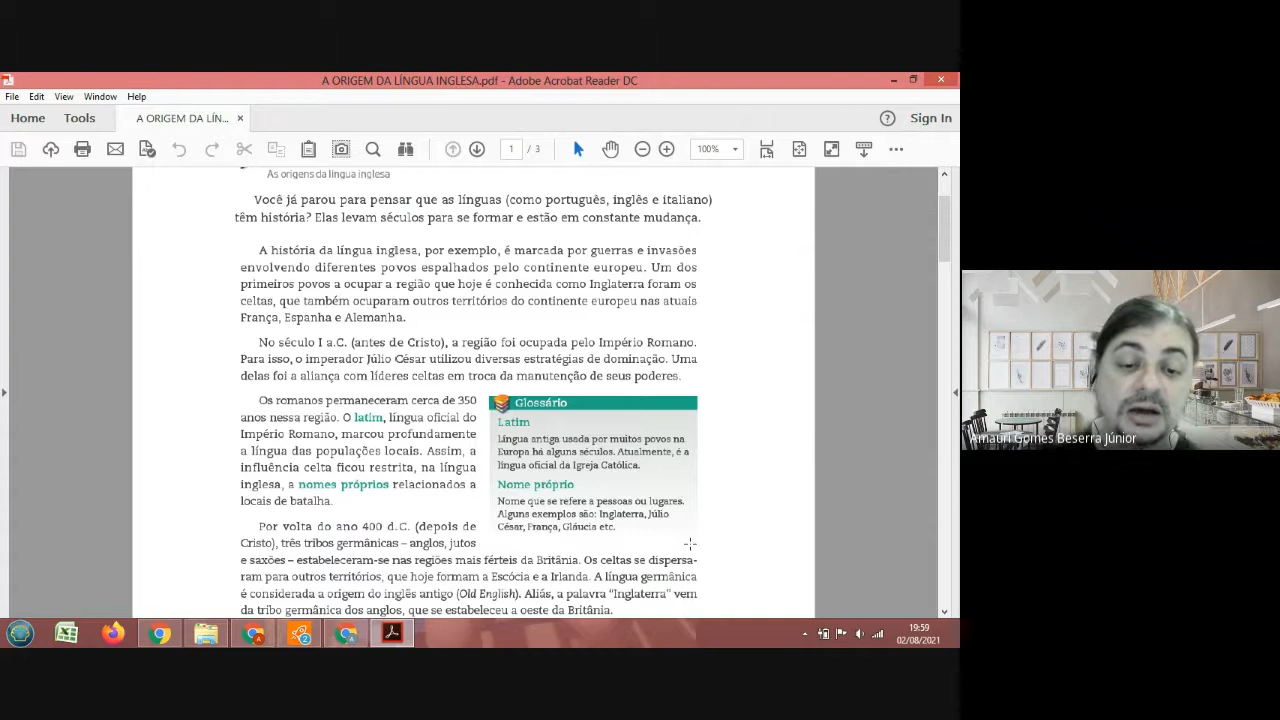 A ORIGEM DA LÍNGUA INGLESA.pdf - Adobe Acrobat Reader DC
File Edit View Window Help
Home Tools A ORIGEM DA LÍN... × Sign In
1 / 3 100%
As origens da língua inglesa
Você já parou para pensar que as línguas (como português, inglês e italiano)
têm história? Elas levam séculos para se formar e estão em constante mudança.
A história da língua inglesa, por exemplo, é marcada por guerras e invasões
envolvendo diferentes povos espalhados pelo continente europeu. Um dos
primeiros povos a ocupar a região que hoje é conhecida como Inglaterra foram os
celtas, que também ocuparam outros territórios do continente europeu nas atuais
França, Espanha e Alemanha.
No século I a.C. (antes de Cristo), a região foi ocupada pelo Império Romano.
Para isso, o imperador Júlio César utilizou diversas estratégias de dominação. Uma
delas foi a aliança com líderes celtas em troca da manutenção de seus poderes.
Os romanos permaneceram cerca de 350
anos nessa região. O latim, língua oficial do
Império Romano, marcou profundamente
a língua das populações locais. Assim, a
influência celta ficou restrita, na língua
inglesa, a nomes próprios relacionados a
locais de batalha.
Glossário
Latim
Língua antiga usada por muitos povos na
Europa há alguns séculos. Atualmente, é a
língua oficial da Igreja Católica.
Nome próprio
Nome que se refere a pessoas ou lugares.
Alguns exemplos são: Inglaterra, Júlio
César, França, Gláucia etc.
Por volta do ano 400 d.C. (depois de
Cristo), três tribos germânicas – anglos, jutos
e saxões – estabeleceram-se nas regiões mais férteis da Britânia. Os celtas se dispersa-
ram para outros territórios, que hoje formam a Escócia e a Irlanda. A língua germânica
é considerada a origem do inglês antigo (Old English). Aliás, a palavra “Inglaterra” vem
da tribo germânica dos anglos, que se estabeleceu a oeste da Britânia.
Amauri Gomes Beserra Júnior
19:59
02/08/2021